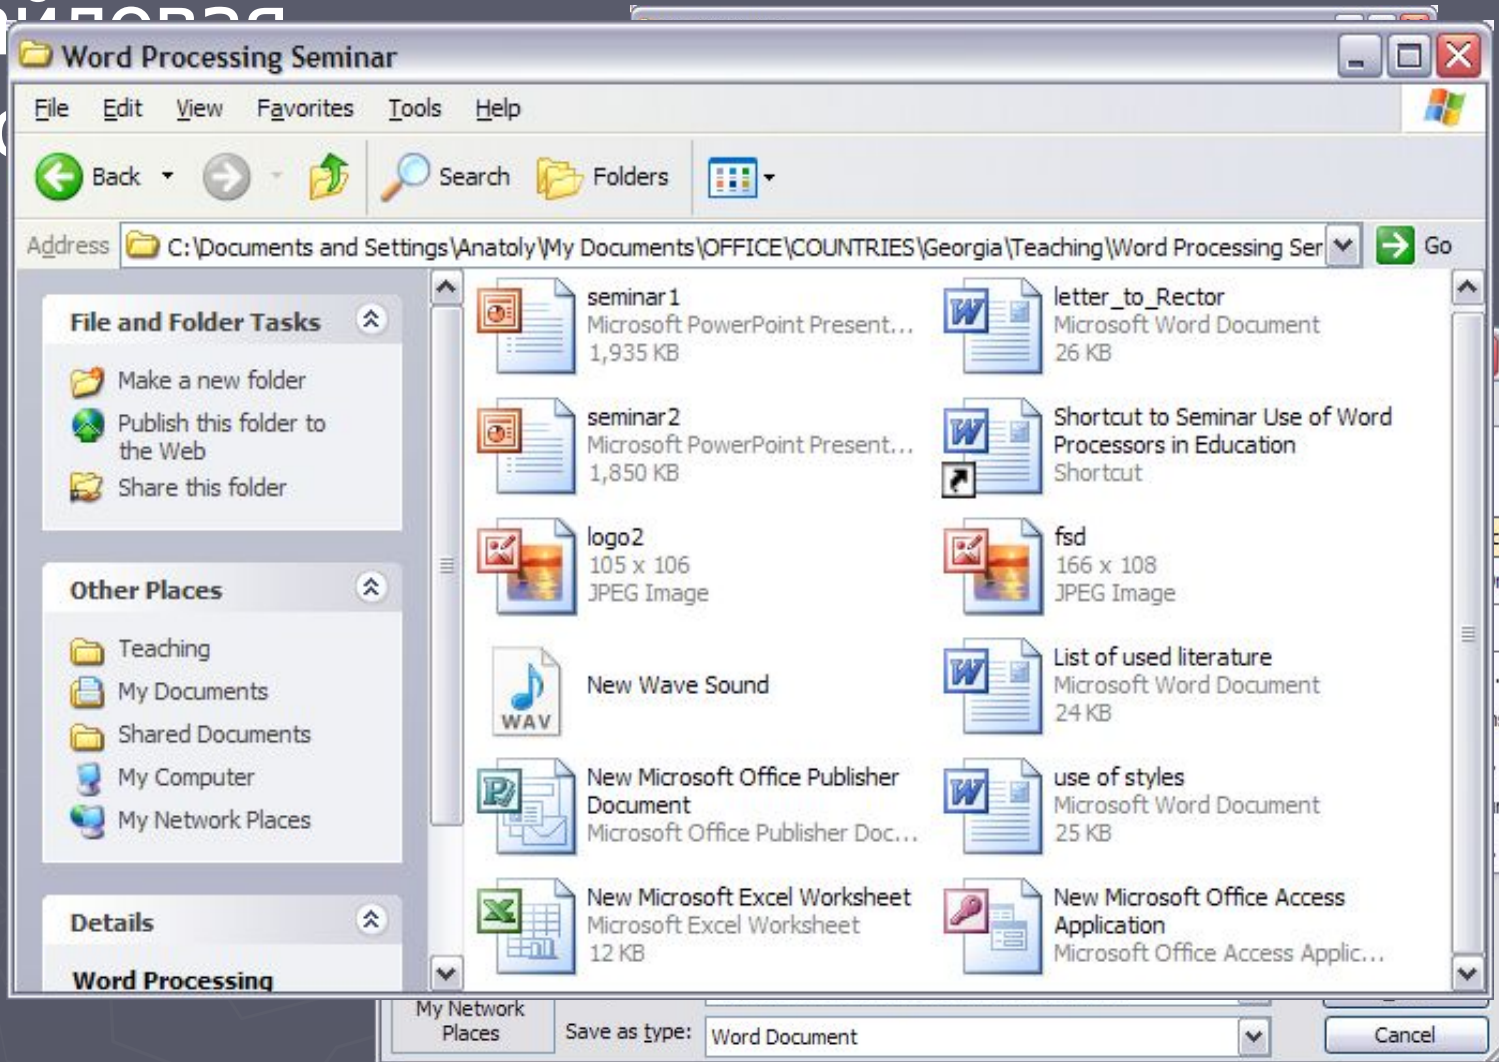 Word Processing Seminar
File Edit View Favorites Tools Help
Back Search Folders
Address C:\Documents and Settings\Anatoly\My Documents\OFFICE\COUNTRIES\Georgia\Teaching\Word Processing Ser Go
File and Folder Tasks
Make a new folder
Publish this folder to
the Web
Share this folder
Other Places
Teaching
My Documents
Shared Documents
My Computer
My Network Places
Details
Word Processing
seminar1
Microsoft PowerPoint Present...
1,935 KB
letter_to_Rector
Microsoft Word Document
26 KB
seminar2
Microsoft PowerPoint Present...
1,850 KB
Shortcut to Seminar Use of Word
Processors in Education
Shortcut
logo2
105 x 106
JPEG Image
fsd
166 x 108
JPEG Image
WAV
New Wave Sound
List of used literature
Microsoft Word Document
24 KB
New Microsoft Office Publisher
Document
Microsoft Office Publisher Doc...
use of styles
Microsoft Word Document
25 KB
New Microsoft Excel Worksheet
Microsoft Excel Worksheet
12 KB
New Microsoft Office Access
Application
Microsoft Office Access Applic...
My Network
Places
Save as type: Word Document Cancel